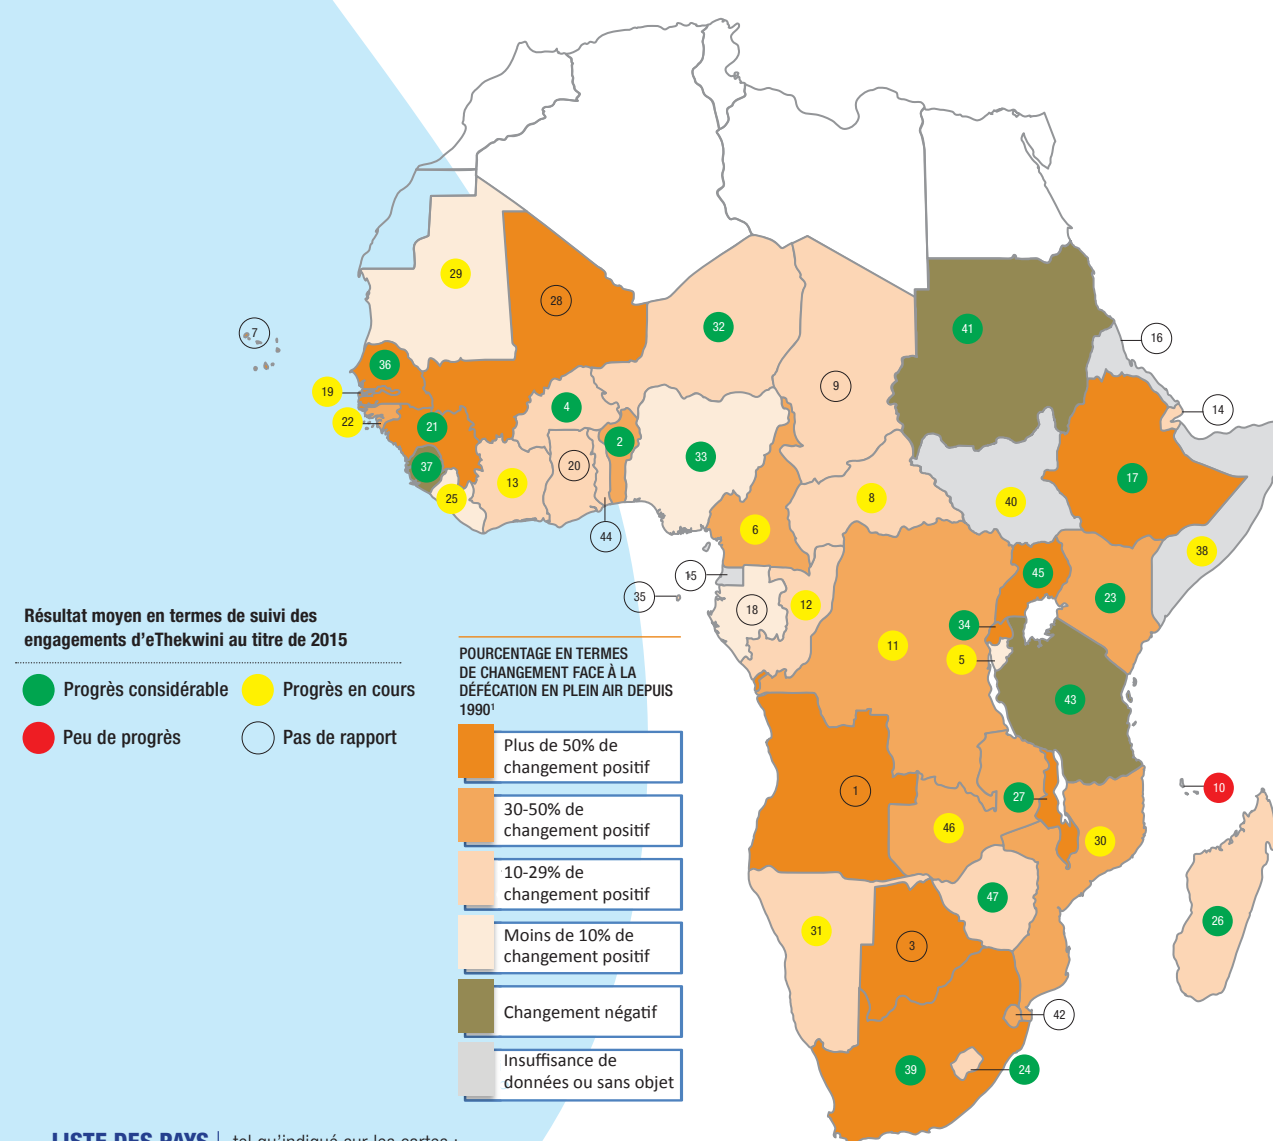 29
28
32
41
16
7
36
9
19
4
14
22
21
2
20
33
37
13
17
25
8
40
44
6
38
15
45
35
18
12
23
34
11
5
43
Résultat moyen en termes de suivi des
engagements d'eThekwini au titre de 2015
Progrès considérable
Progrès en cours
Peu de progrès
Pas de rapport
POURCENTAGE EN TERMES
DE CHANGEMENT FACE À LA
DÉFÉCATION EN PLEIN AIR DEPUIS
1990¹
Plus de 50% de
changement positif
30-50% de
changement positif
10-29% de
changement positif
Moins de 10% de
changement positif
Changement négatif
Insuffisance de
données ou sans objet
1
27
10
46
30
47
31
26
3
42
39
24
LISTE DES PAYS | tel qu'indiqué sur les cartes :